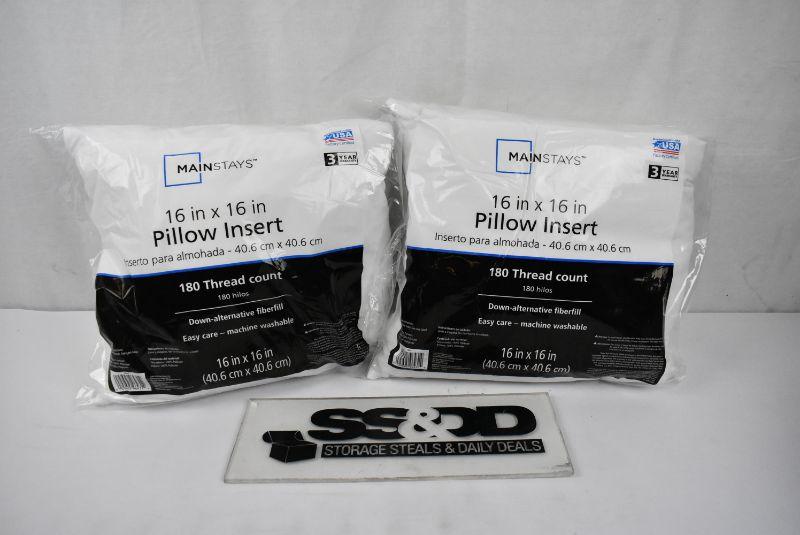 MAINSTAYS™
USA
3 YEAR
16 in x 16 in
Pillow Insert
Inserto para almohada - 40.6 cm x 40.6 cm
180 Thread count
180 hilos
Down-alternative fiberfill
Easy care – machine washable
16 in x 16 in
(40.6 cm x 40.6 cm)
MAINSTAYS™
USA
3 YEAR
16 in x 16 in
Pillow Insert
Inserto para almohada - 40.6 cm x 40.6 cm
180 Thread count
180 hilos
Down-alternative fiberfill
Easy care – machine washable
16 in x 16 in
(40.6 cm x 40.6 cm)
SS&DD
STORAGE STEALS & DAILY DEALS